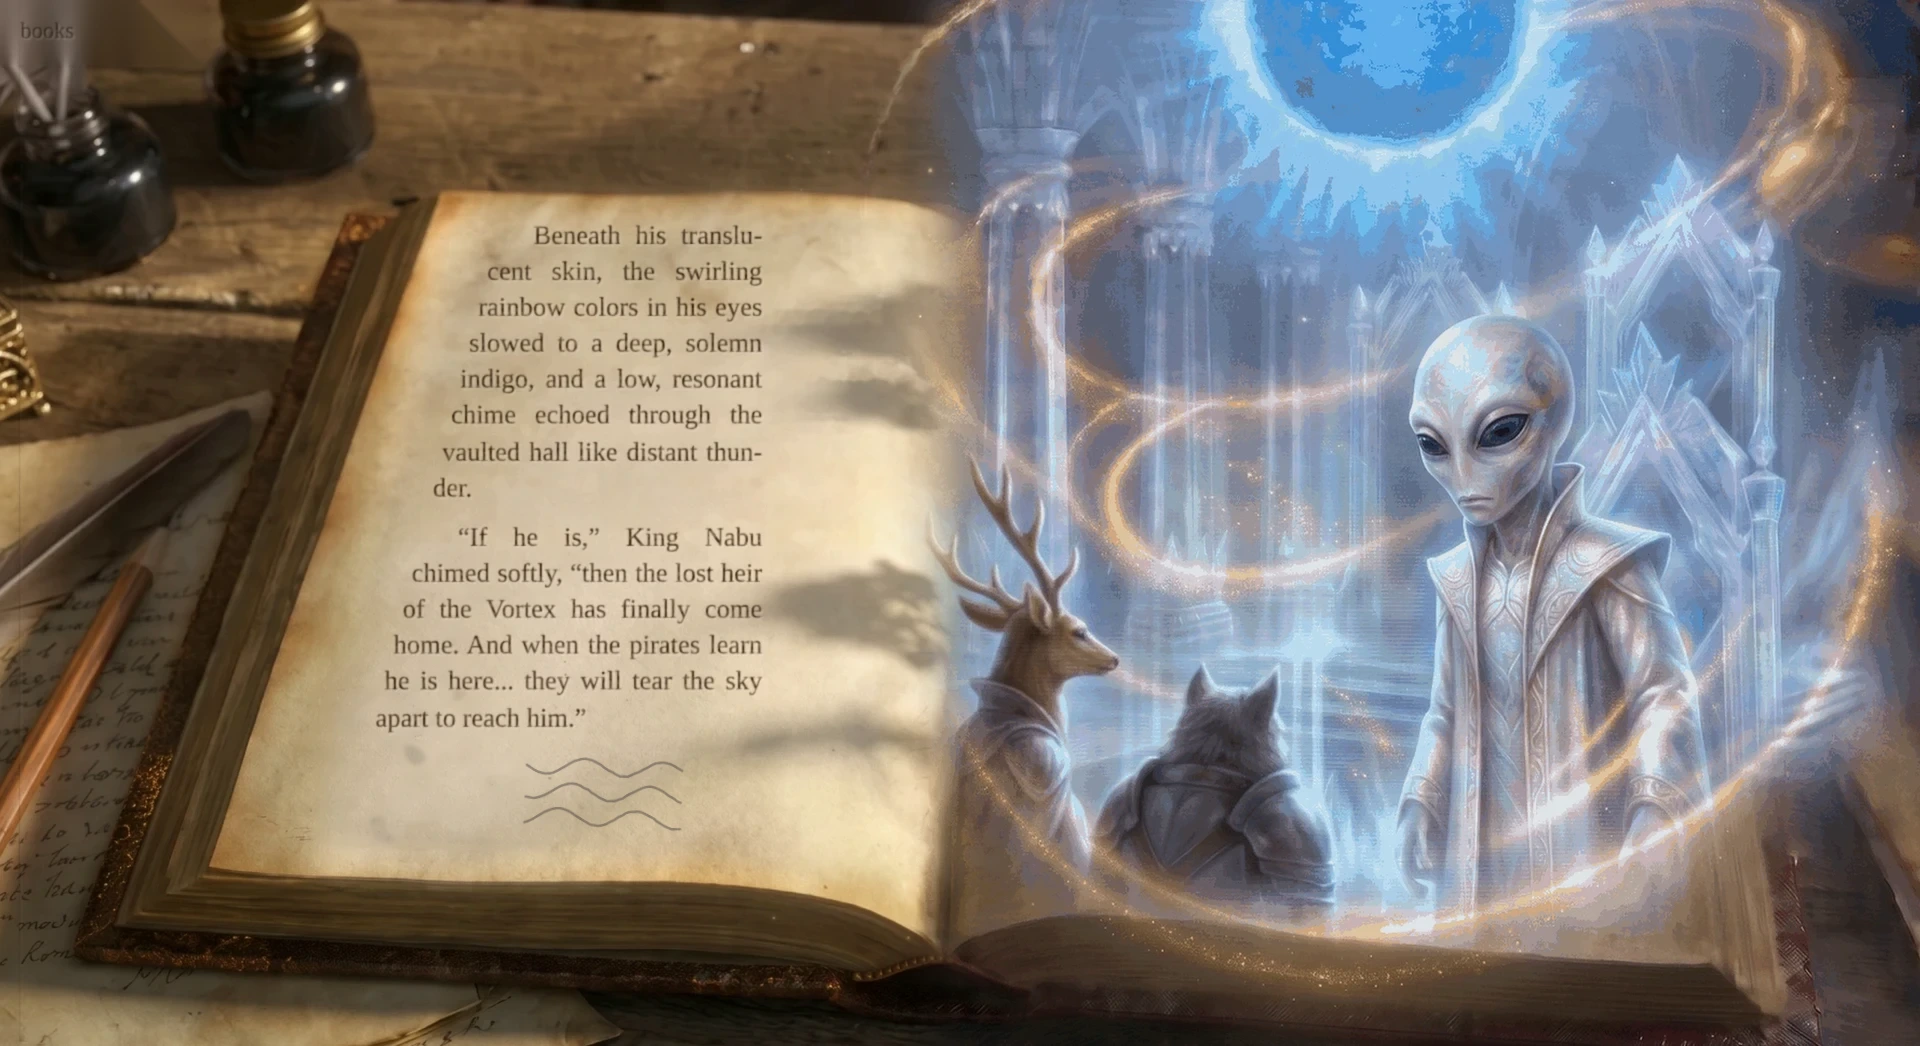 books
Beneath his translu-
cent skin, the swirling
rainbow colors in his eyes
slowed to a deep, solemn
indigo, and a low, resonant
chime echoed through the
vaulted hall like distant thun-
der.
“If he is,” King Nabu
chimed softly, “then the lost heir
of the Vortex has finally come
home. And when the pirates learn
he is here... they will tear the sky
apart to reach him.”